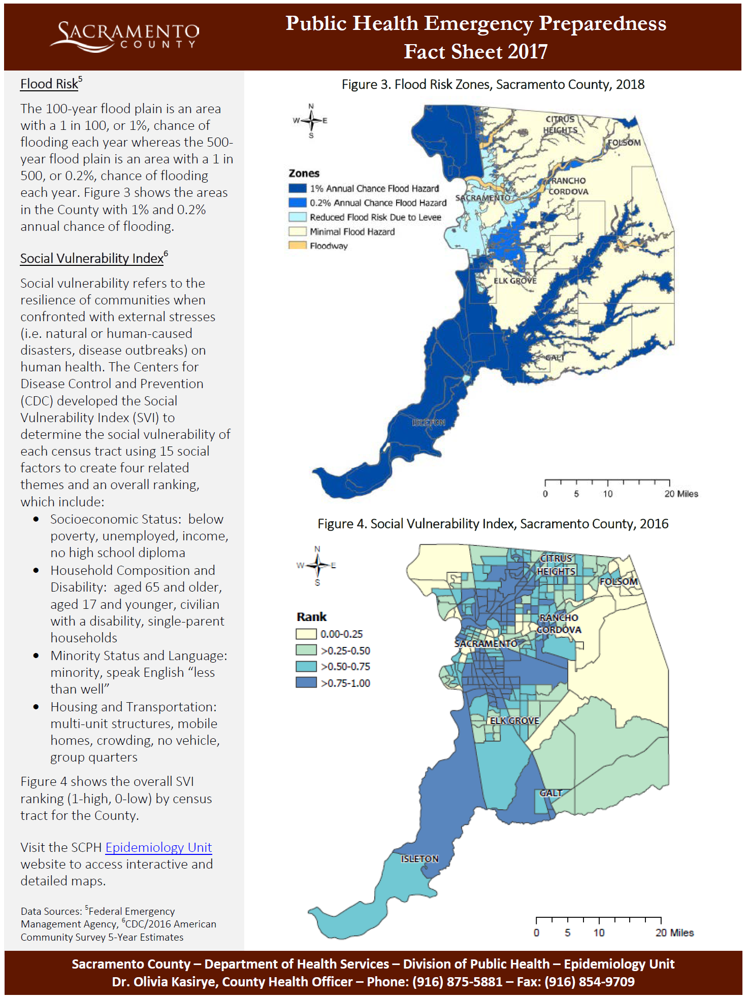 SACRAMENTO
COUNTY
Public Health Emergency Preparedness
Fact Sheet 2017
Flood Risk5
The 100-year flood plain is an area
with a 1 in 100, or 1%, chance of
flooding each year whereas the 500-
year flood plain is an area with a 1 in
500, or 0.2%, chance of flooding
each year. Figure 3 shows the areas
in the County with 1% and 0.2%
annual chance of flooding.
Social Vulnerability Index6
Social vulnerability refers to the
resilience of communities when
confronted with external stresses
(i.e. natural or human-caused
disasters, disease outbreaks) on
human health. The Centers for
Disease Control and Prevention
(CDC) developed the Social
Vulnerability Index (SVI) to
determine the social vulnerability of
each census tract using 15 social
factors to create four related
themes and an overall ranking,
which include:
• Socioeconomic Status: below
poverty, unemployed, income,
no high school diploma
• Household Composition and
Disability: aged 65 and older,
aged 17 and younger, civilian
with a disability, single-parent
households
• Minority Status and Language:
minority, speak English “less
than well”
• Housing and Transportation:
multi-unit structures, mobile
homes, crowding, no vehicle,
group quarters
Figure 4 shows the overall SVI
ranking (1-high, 0-low) by census
tract for the County.
Visit the SCPH Epidemiology Unit
website to access interactive and
detailed maps.
Data Sources: 5Federal Emergency
Management Agency, 6CDC/2016 American
Community Survey 5-Year Estimates
Figure 3. Flood Risk Zones, Sacramento County, 2018
N
W E
S
CITRUS
HEIGHTS
FOLSOM
Zones
1% Annual Chance Flood Hazard
0.2% Annual Chance Flood Hazard
Reduced Flood Risk Due to Levee
Minimal Flood Hazard
Floodway
RANCHO
CORDOVA
SACRAMENTO
ELK GROVE
GALT
ISLETON
0 5 10 20 Miles
Figure 4. Social Vulnerability Index, Sacramento County, 2016
N
W E
S
CITRUS
HEIGHTS
FOLSOM
Rank
0.00-0.25
>0.25-0.50
>0.50-0.75
>0.75-1.00
RANCHO
CORDOVA
SACRAMENTO
ELK GROVE
GALT
ISLETON
0 5 10 20 Miles
Sacramento County – Department of Health Services – Division of Public Health – Epidemiology Unit
Dr. Olivia Kasirye, County Health Officer – Phone: (916) 875-5881 – Fax: (916) 854-9709